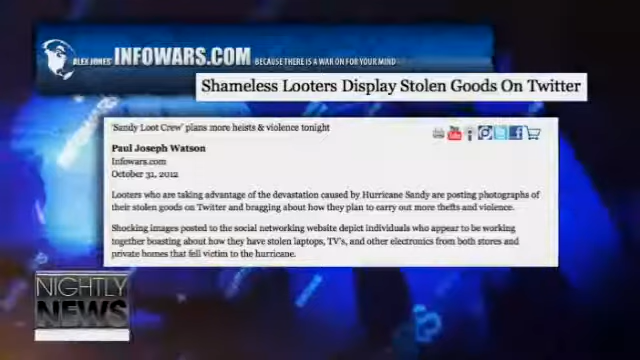 ALEX JONES' INFOWARS.COM BECAUSE THERE IS A WAR ON FOR YOUR MIND
Shameless Looters Display Stolen Goods On Twitter
'Sandy Loot Crew' plans more heists & violence tonight
Paul Joseph Watson
Infowars.com
October 31, 2012
Looters who are taking advantage of the devastation caused by Hurricane Sandy are posting photographs of
their stolen goods on Twitter and bragging about how they plan to carry out more thefts and violence.
Shocking images posted to the social networking website depict individuals who appear to be working
together boasting about how they have stolen laptops, TV's, and other electronics from both stores and
private homes that fell victim to the hurricane.
NIGHTLY
NEWS